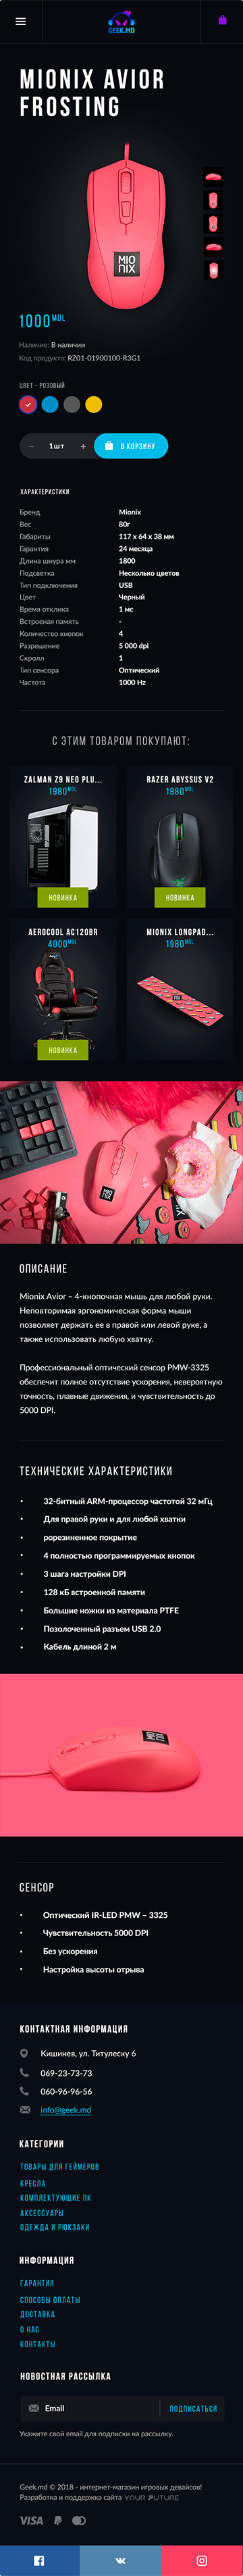 GEEK.MD
MIONIX AVIOR
FROSTING
MIO
NIX
1000MDL
Наличие: В наличии
Код продукта: RZ01-01900100-R3G1
ЦВЕТ - РОЗОВЫЙ
– 1шт + В КОРЗИНУ
ХАРАКТЕРИСТИКИ
Бренд Mionix
Вес 80г
Габариты 117 x 64 x 38 мм
Гарантия 24 месяца
Длина шнура мм 1800
Подсветка Несколько цветов
Тип подключения USB
Цвет Черный
Время отклика 1 мс
Встроеная память -
Количество кнопок 4
Разрешение 5 000 dpi
Скролл 1
Тип сенсора Оптический
Частота 1000 Hz
С ЭТИМ ТОВАРОМ ПОКУПАЮТ:
ZALMAN Z9 NEO PLU...
1980MDL
НОВИНКА
RAZER ABYSSUS V2
1980MDL
НОВИНКА
AEROCOOL AC120BR
4000MDL
НОВИНКА
MIONIX LONGPAD...
1980MDL
MIO
NIX
ОПИСАНИЕ
Mionix Avior – 4-кнопочная мышь для любой руки.
Неповторимая эргономическая форма мыши
позволяет держать ее в правой или левой руке, а
также использовать любую хватку.
Профессиональный оптический сенсор PMW-3325
обеспечит полное отсутствие ускорения, невероятную
точность, плавные движения, и чувствительность до
5000 DPI.
ТЕХНИЧЕСКИЕ ХАРАКТЕРИСТИКИ
• 32-битный ARM-процессор частотой 32 мГц
• Для правой руки и для любой хватки
• рорезиненное покрытие
• 4 полностью программируемых кнопок
• 3 шага настройки DPI
• 128 кБ встроенной памяти
• Большие ножки из материала PTFE
• Позолоченный разъем USB 2.0
• Кабель длиной 2 м
MIO
NIX
СЕНСОР
• Оптический IR-LED PMW – 3325
• Чувствительность 5000 DPI
• Без ускорения
• Настройка высоты отрыва
КОНТАКТНАЯ ИНФОРМАЦИЯ
Кишинев, ул. Титулеску 6
069-23-73-73
060-96-96-56
info@geek.md
КАТЕГОРИИ
ТОВАРЫ ДЛЯ ГЕЙМЕРОВ
КРЕСЛА
КОМПЛЕКТУЮЩИЕ ПК
АКСЕССУАРЫ
ОДЕЖДА И РЮКЗАКИ
ИНФОРМАЦИЯ
ГАРАНТИЯ
СПОСОБЫ ОПЛАТЫ
ДОСТАВКА
О НАС
КОНТАКТЫ
НОВОСТНАЯ РАССЫЛКА
Email ПОДПИСАТЬСЯ
Укажите свой email для подписки на рассылку.
Geek.md © 2018 - интернет-магазин игровых девайсов!
Разработка и поддержка сайта YOUR FUTURE
VISA